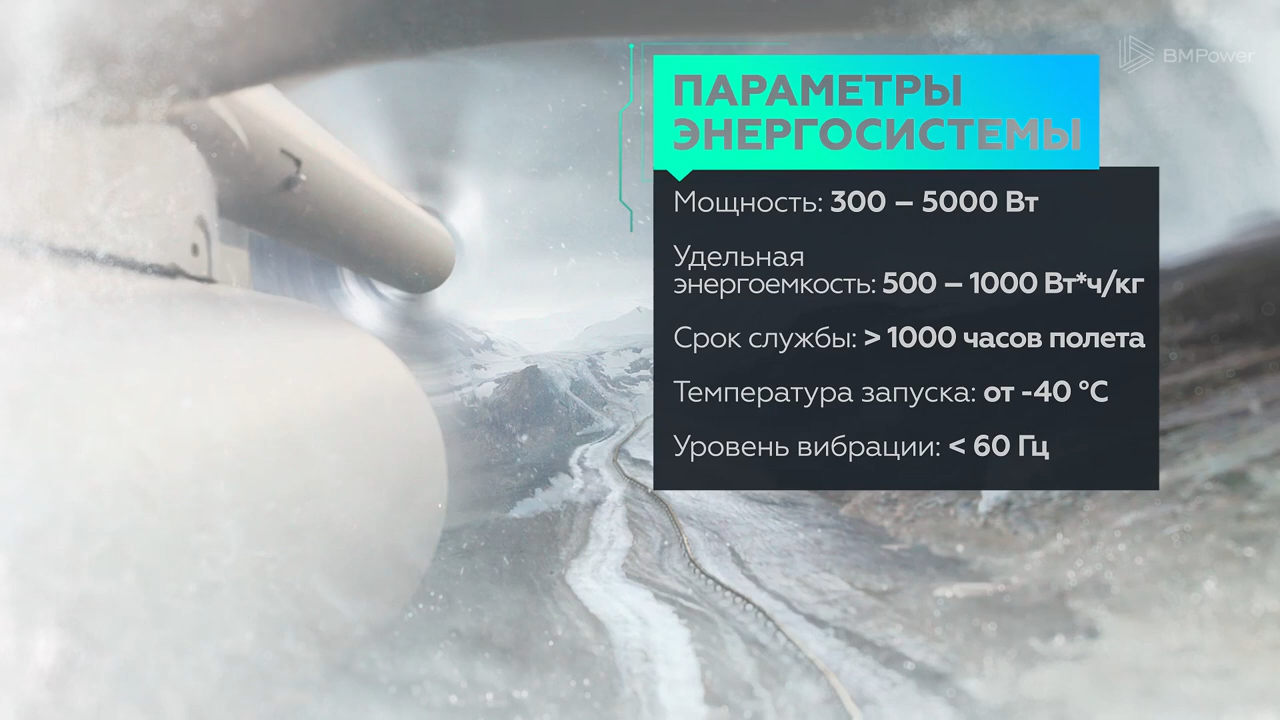 BMPower
ПАРАМЕТРЫ
ЭНЕРГОСИСТЕМЫ
Мощность: 300 – 5000 Вт
Удельная
энергоемкость: 500 – 1000 Вт*ч/кг
Срок службы: > 1000 часов полета
Температура запуска: от -40 °C
Уровень вибрации: < 60 Гц